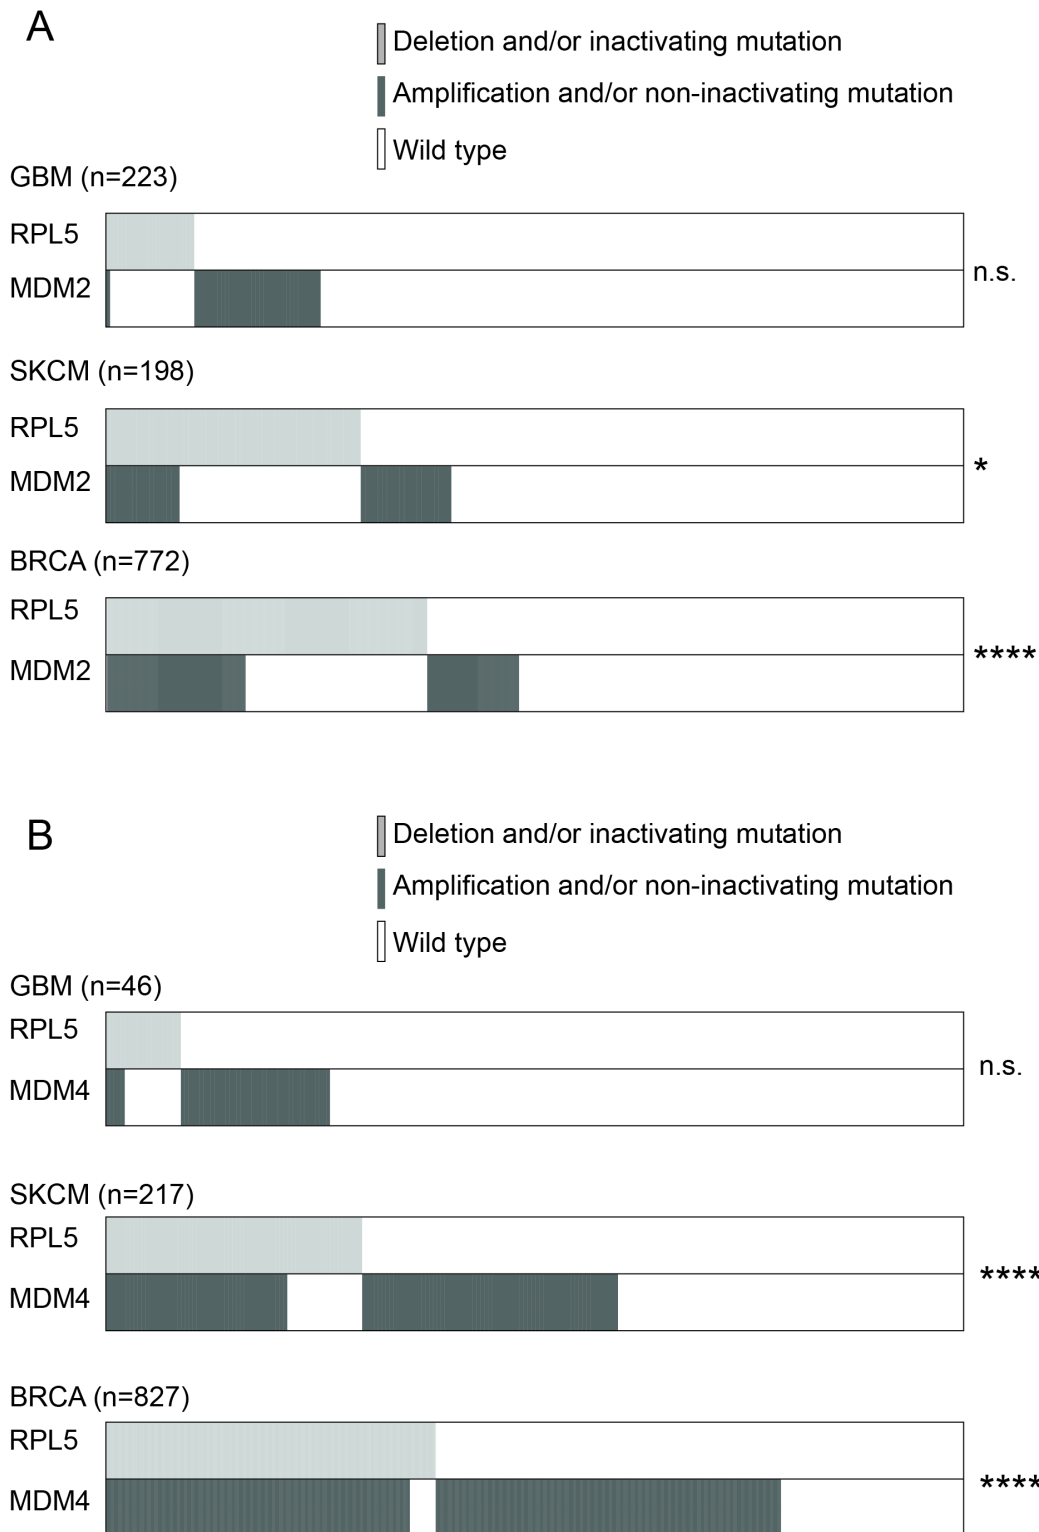 A
Deletion and/or inactivating mutation
Amplification and/or non-inactivating mutation
Wild type
GBM (n=223)
RPL5
MDM2
n.s.
SKCM (n=198)
RPL5
MDM2
*
BRCA (n=772)
RPL5
MDM2
****
B
Deletion and/or inactivating mutation
Amplification and/or non-inactivating mutation
Wild type
GBM (n=46)
RPL5
MDM4
n.s.
SKCM (n=217)
RPL5
MDM4
****
BRCA (n=827)
RPL5
MDM4
****